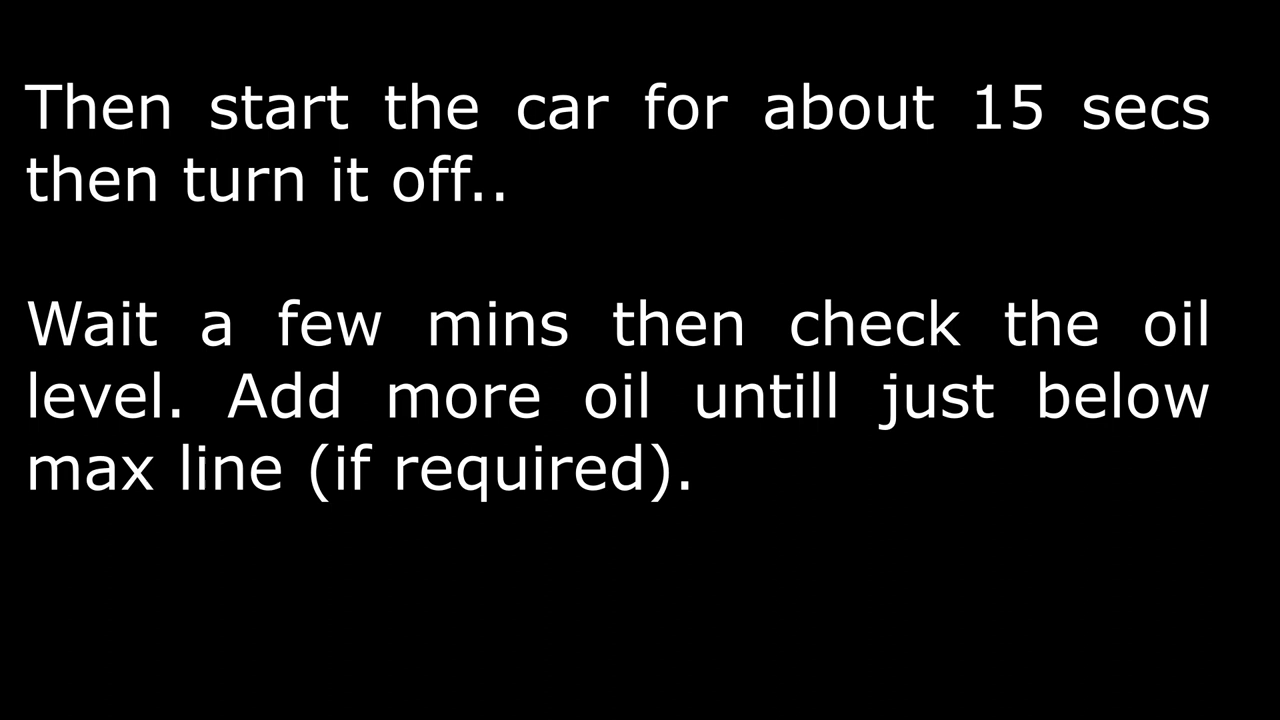 Then start the car for about 15 secs
then turn it off..
Wait a few mins then check the oil
level. Add more oil untill just below
max line (if required).